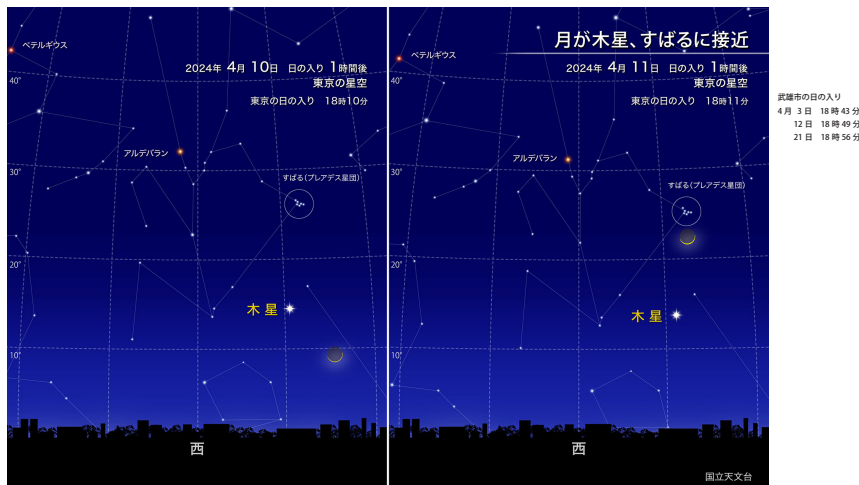 ベテルギウス
2024年 4月 10日 日の入り 1時間後
東京の星空
東京の日の入り 18時10分
40°
アルデバラン
30°
すばる(プレアデス星団)
20°
木星
10°
西
月が木星、すばるに接近
ベテルギウス
2024年 4月 11日 日の入り 1時間後
東京の星空
東京の日の入り 18時11分
40°
アルデバラン
30°
すばる(プレアデス星団)
20°
木星
10°
西
国立天文台
武雄市の日の入り
4月 3日 18時43分
12日 18時49分
21日 18時56分